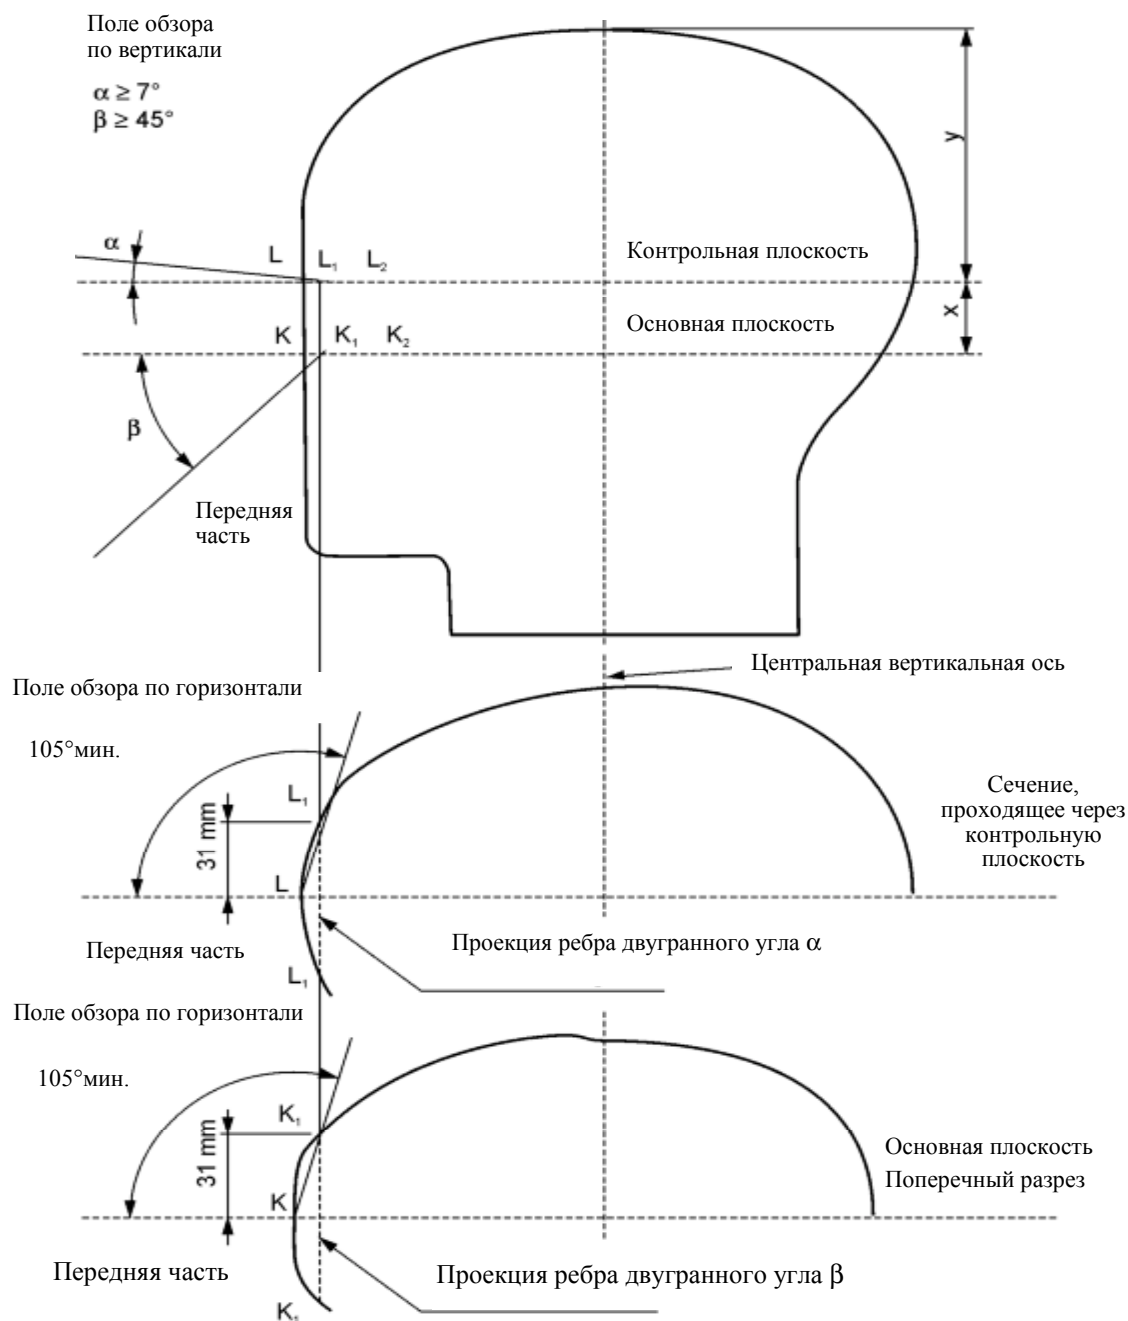 Поле обзора
по вертикали
α ≥ 7°
β ≥ 45°
y
α
L L₁ L₂
Контрольная плоскость
x
K K₁ K₂
Основная плоскость
β
Передняя
часть
Центральная вертикальная ось
Поле обзора по горизонтали
105°мин.
L₁
31 mm
L
Сечение,
проходящее через
контрольную
плоскость
Передняя часть
Проекция ребра двугранного угла α
L₁
Поле обзора по горизонтали
105°мин.
K₁
31 mm
K
Основная плоскость
Поперечный разрез
Передняя часть
Проекция ребра двугранного угла β
K₁